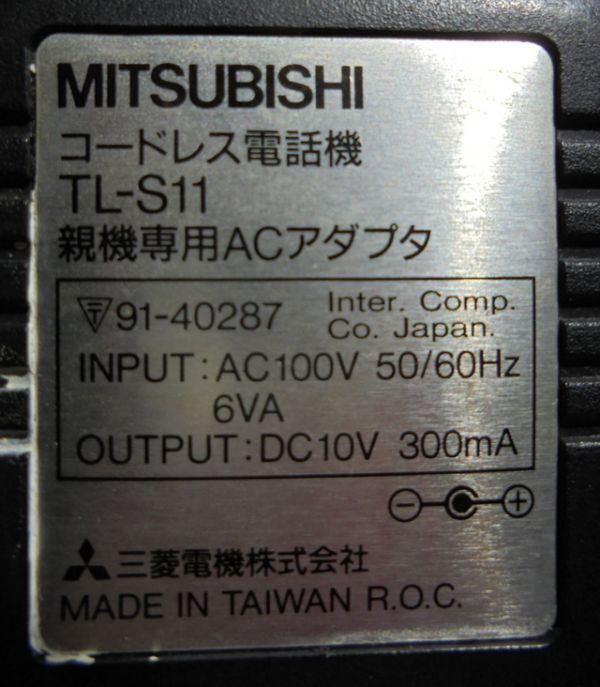 MITSUBISHI
コードレス電話機
TL-S11
親機専用ACアダプタ
〒91-40287 Inter. Comp. Co. Japan.
INPUT:AC100V 50/60Hz
6VA
OUTPUT:DC10V 300mA
三菱電機株式会社
MADE IN TAIWAN R.O.C.